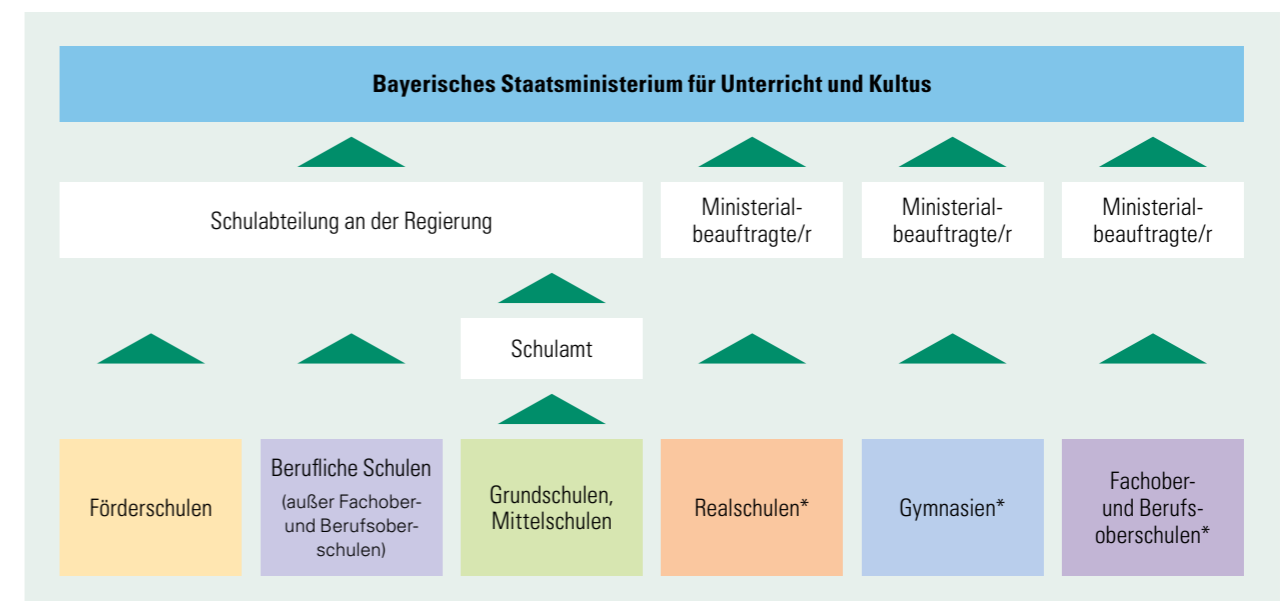 Bayerisches Staatsministerium für Unterricht und Kultus
Schulabteilung an der Regierung
Ministerial-
beauftragte/r
Ministerial-
beauftragte/r
Ministerial-
beauftragte/r
Schulamt
Förderschulen
Berufliche Schulen
(außer Fachober-
und Berufsober-
schulen)
Grundschulen,
Mittelschulen
Realschulen*
Gymnasien*
Fachober-
und Berufs-
oberschulen*